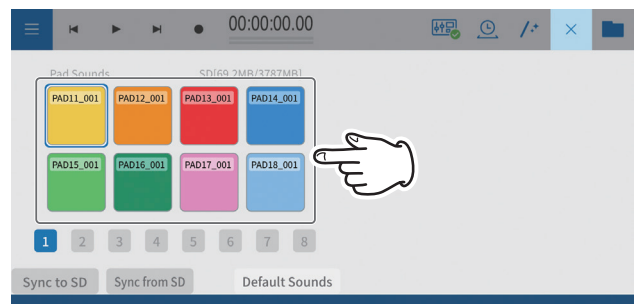 00:00:00.00
Pad Sounds SD[69.2MB/3787MB]
PAD11_001 PAD12_001 PAD13_001 PAD14_001
PAD15_001 PAD16_001 PAD17_001 PAD18_001
1 2 3 4 5 6 7 8
Sync to SD Sync from SD Default Sounds